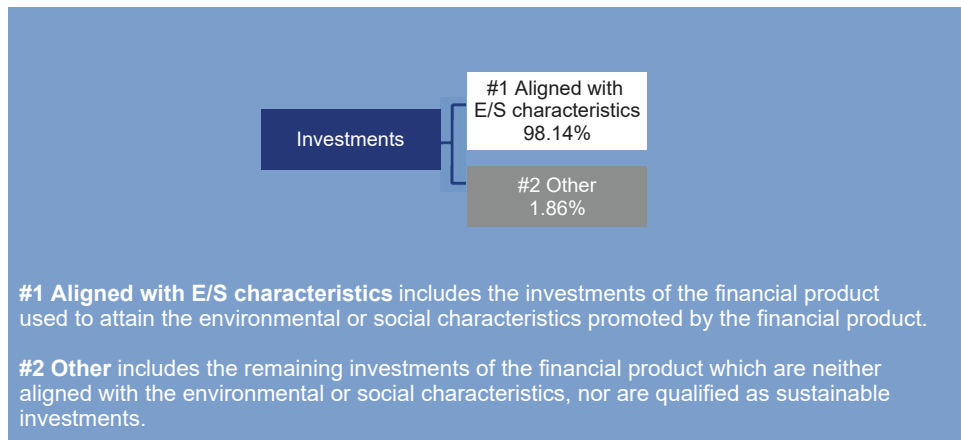 #1 Aligned with
E/S characteristics
98.14%
Investments
#2 Other
1.86%
#1 Aligned with E/S characteristics includes the investments of the financial product
used to attain the environmental or social characteristics promoted by the financial product.
#2 Other includes the remaining investments of the financial product which are neither
aligned with the environmental or social characteristics, nor are qualified as sustainable
investments.